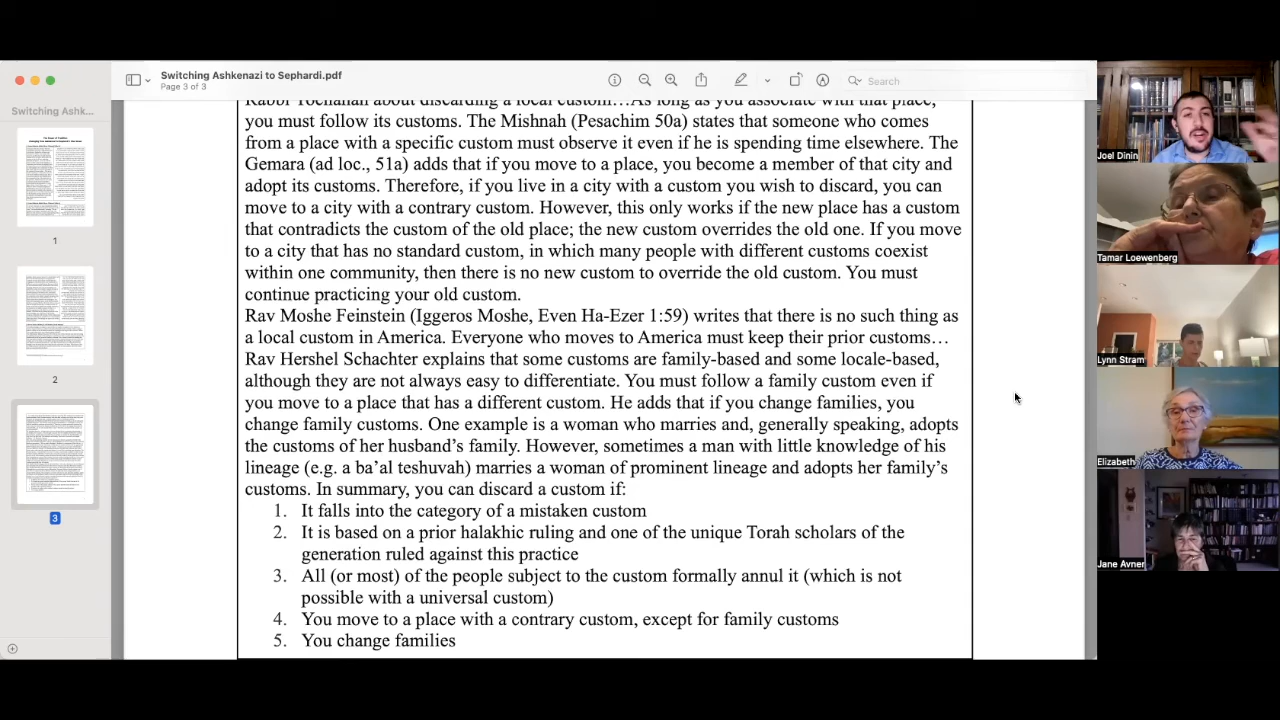 Switching Ashkenazi to Sephardi.pdf
Page 3 of 3
Search
Switching Ashk...
1
2
3
Rabbi Yochanan about discarding a local custom…As long as you associate with that place,
you must follow its customs. The Mishnah (Pesachim 50a) states that someone who comes
from a place with a specific custom must observe it even if he is spending time elsewhere. The
Gemara (ad loc., 51a) adds that if you move to a place, you become a member of that city and
adopt its customs. Therefore, if you live in a city with a custom you wish to discard, you can
move to a city with a contrary custom. However, this only works if the new place has a custom
that contradicts the custom of the old place; the new custom overrides the old one. If you move
to a city that has no standard custom, in which many people with different customs coexist
within one community, then there is no new custom to override the old custom. You must
continue practicing your old custom.
Rav Moshe Feinstein (Iggeros Moshe, Even Ha-Ezer 1:59) writes that there is no such thing as
a local custom in America. Everyone who moves to America must keep their prior customs…
Rav Hershel Schachter explains that some customs are family-based and some locale-based,
although they are not always easy to differentiate. You must follow a family custom even if
you move to a place that has a different custom. He adds that if you change families, you
change family customs. One example is a woman who marries and, generally speaking, adopts
the customs of her husband's family. However, sometimes a man with little knowledge of his
lineage (e.g. a ba'al teshuvah) marries a woman of prominent lineage and adopts her family's
customs. In summary, you can discard a custom if:
1. It falls into the category of a mistaken custom
2. It is based on a prior halakhic ruling and one of the unique Torah scholars of the
generation ruled against this practice
3. All (or most) of the people subject to the custom formally annul it (which is not
possible with a universal custom)
4. You move to a place with a contrary custom, except for family customs
5. You change families
Joel Dinin
Tamar Loewenberg
Lynn Stram
Elizabeth
Jane Avner